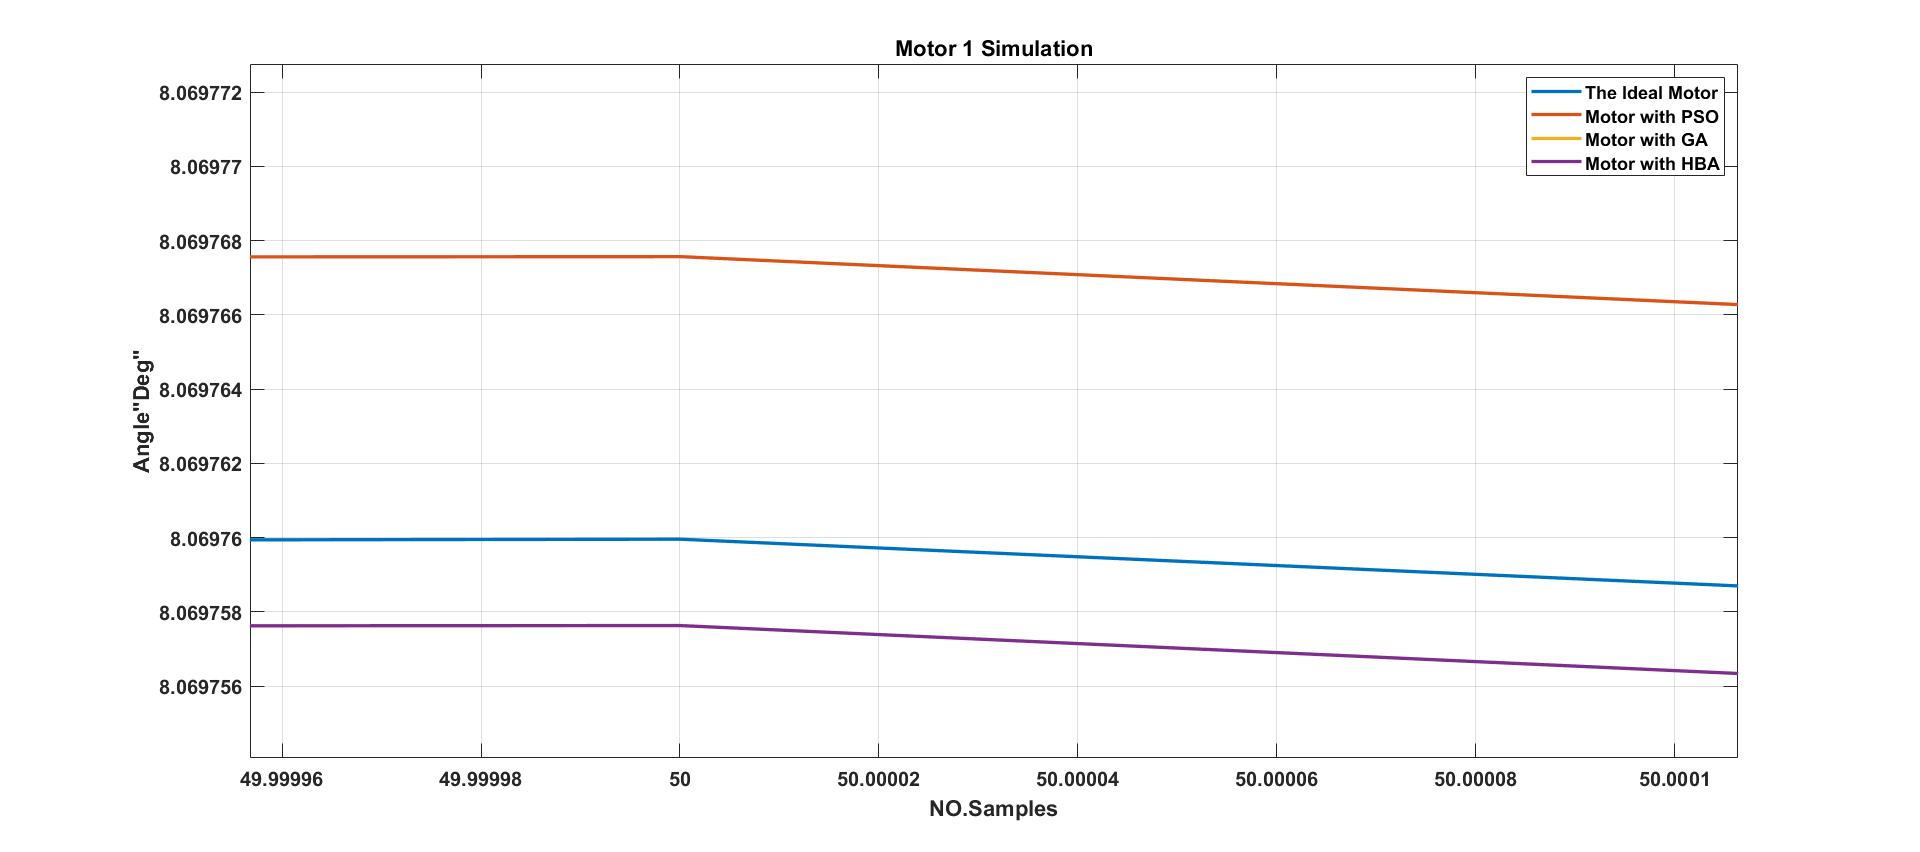 Motor 1 Simulation
8.069772
8.06977
8.069768
8.069766
8.069764
8.069762
8.06976
8.069758
8.069756
Angle"Deg"
The Ideal Motor
Motor with PSO
Motor with GA
Motor with HBA
49.99996 49.99998 50 50.00002 50.00004 50.00006 50.00008 50.0001
NO.Samples